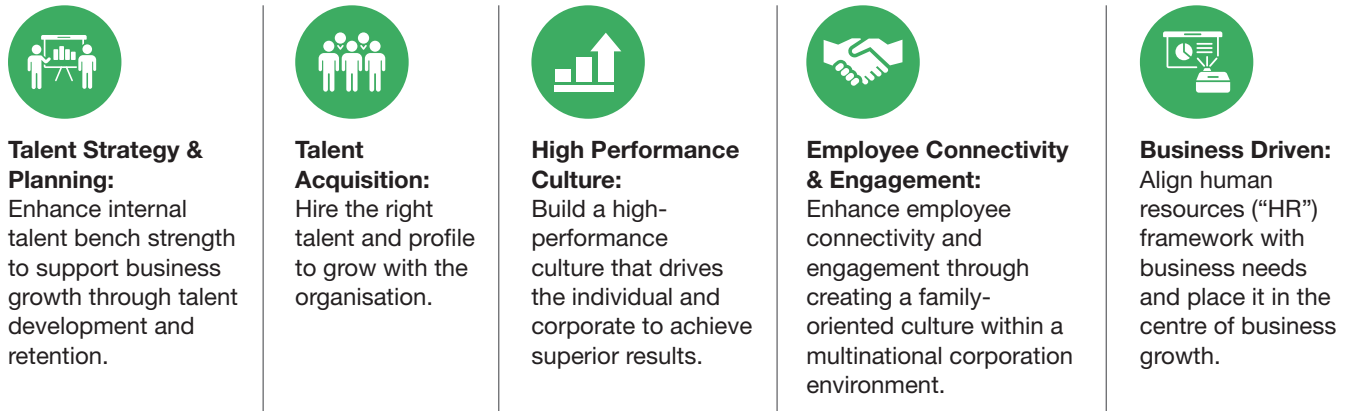 Talent Strategy &
Planning:
Enhance internal
talent bench strength
to support business
growth through talent
development and
retention.
Talent
Acquisition:
Hire the right
talent and profile
to grow with the
organisation.
High Performance
Culture:
Build a high-
performance
culture that drives
the individual and
corporate to achieve
superior results.
Employee Connectivity
& Engagement:
Enhance employee
connectivity and
engagement through
creating a family-
oriented culture within a
multinational corporation
environment.
Business Driven:
Align human
resources (“HR”)
framework with
business needs
and place it in the
centre of business
growth.